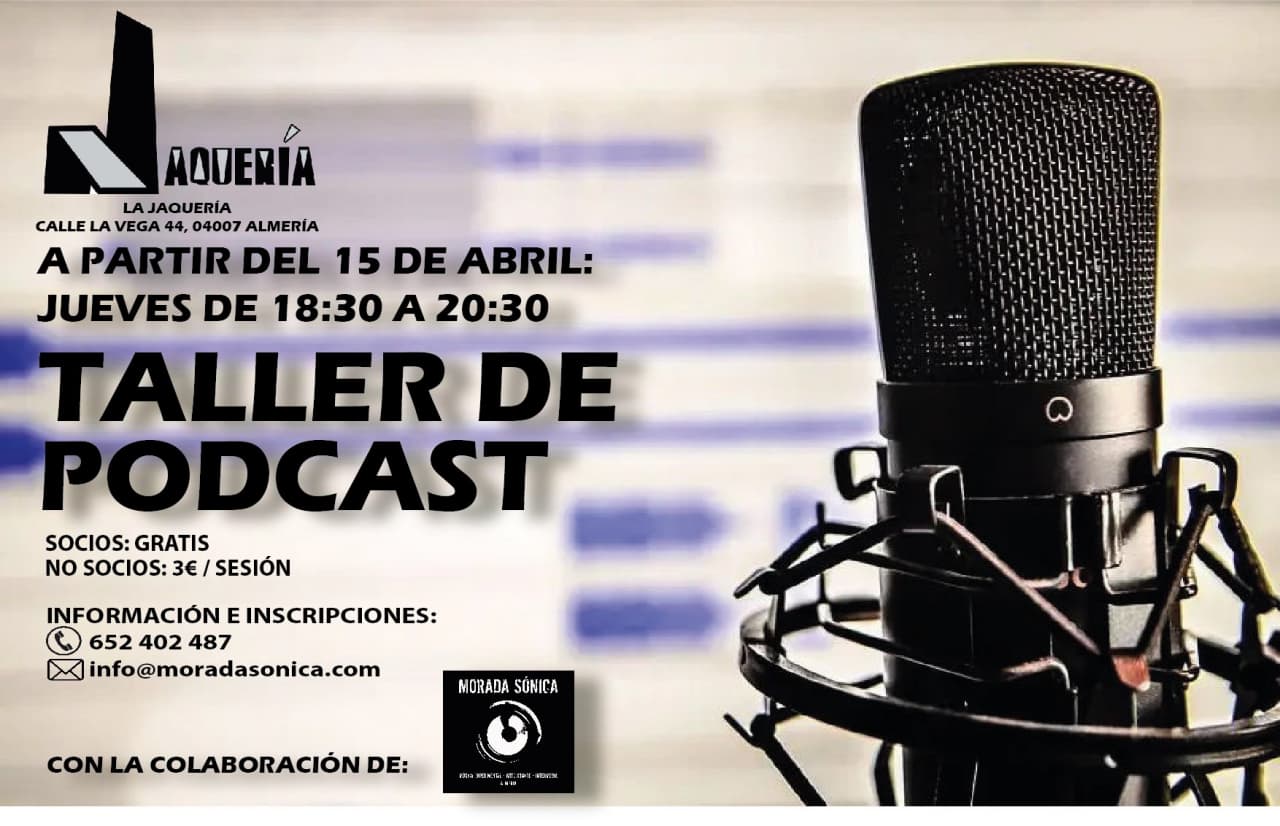 JAQUERÍA
LA JAQUERÍA
CALLE LA VEGA 44, 04007 ALMERÍA
A PARTIR DEL 15 DE ABRIL:
JUEVES DE 18:30 A 20:30
TALLER DE
PODCAST
SOCIOS: GRATIS
NO SOCIOS: 3€ / SESIÓN
INFORMACIÓN E INSCRIPCIONES:
652 402 487
info@moradasonica.com
MORADA SÓNICA
CON LA COLABORACIÓN DE: